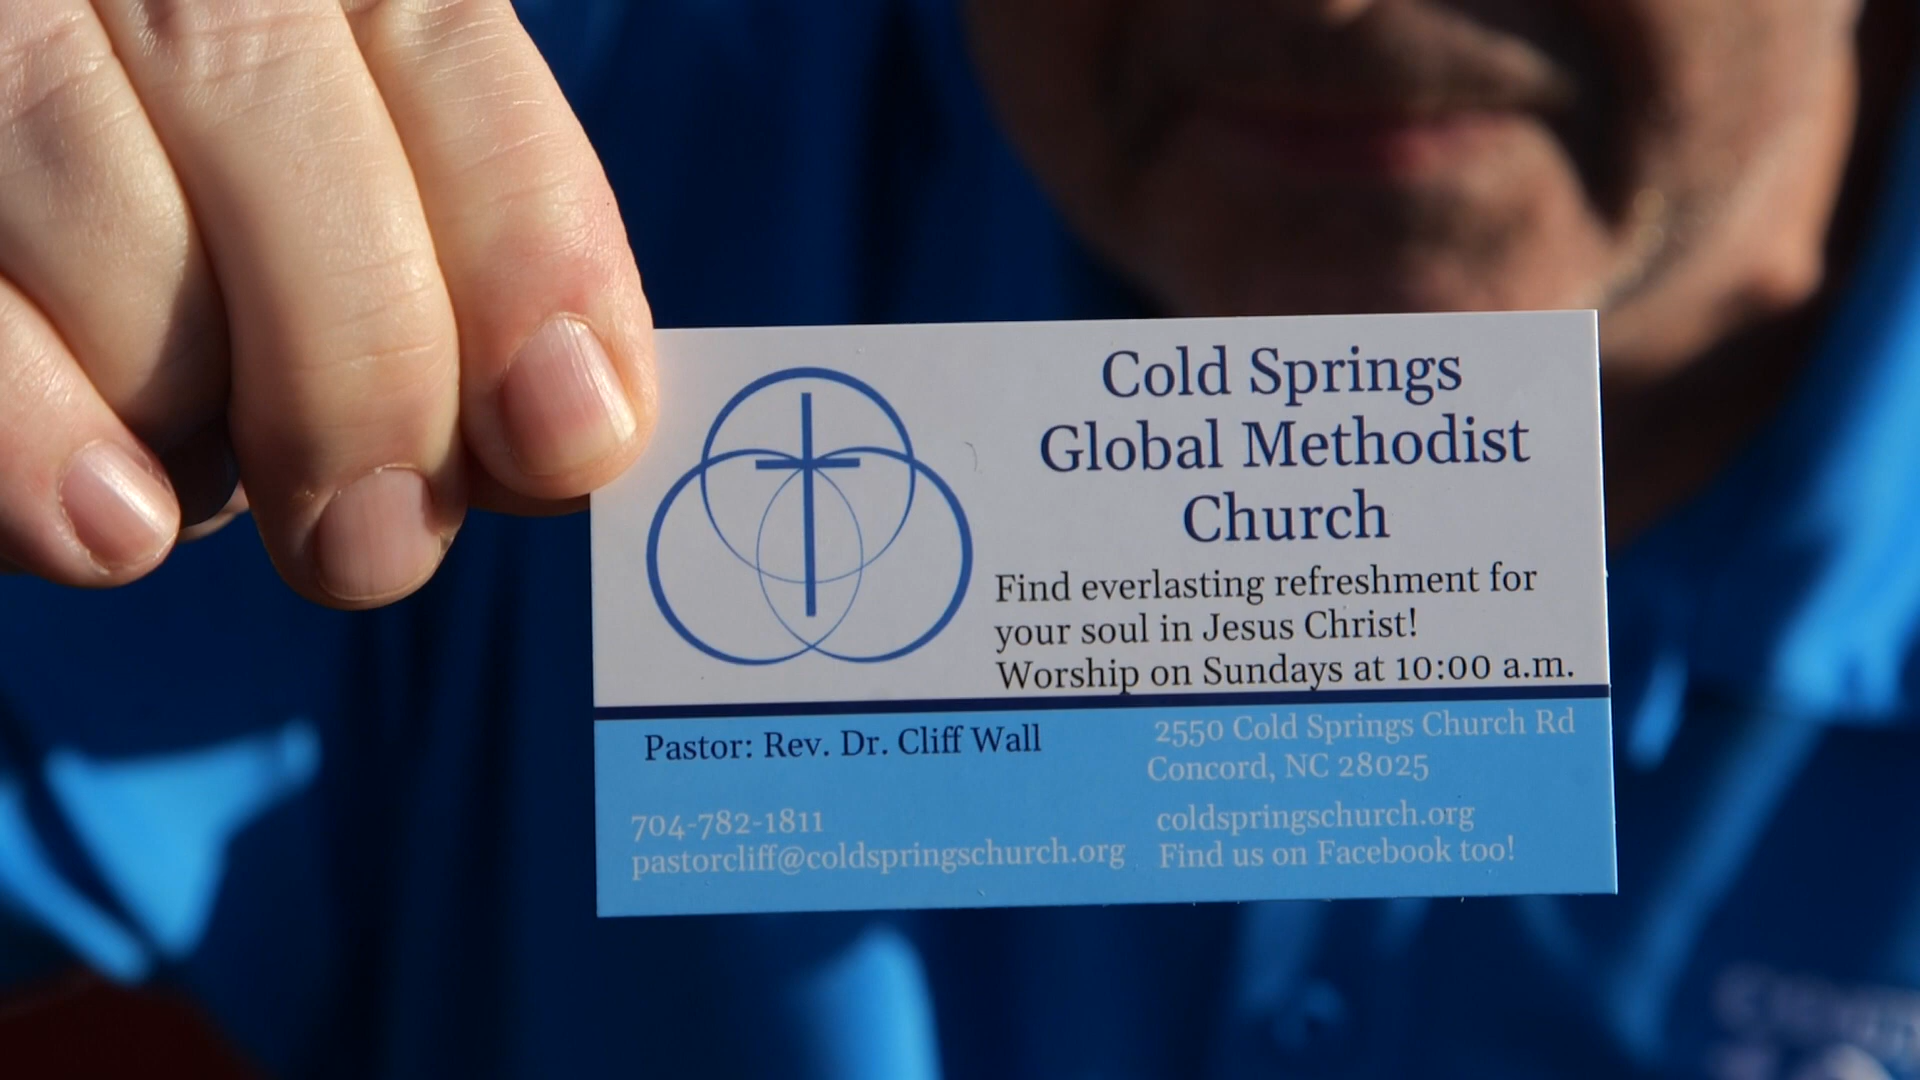 Cold Springs
Global Methodist
Church
Find everlasting refreshment for
your soul in Jesus Christ!
Worship on Sundays at 10:00 a.m.
Pastor: Rev. Dr. Cliff Wall
704-782-1811
pastorcliff@coldspringschurch.org
2550 Cold Springs Church Rd
Concord, NC 28025
coldspringschurch.org
Find us on Facebook too!